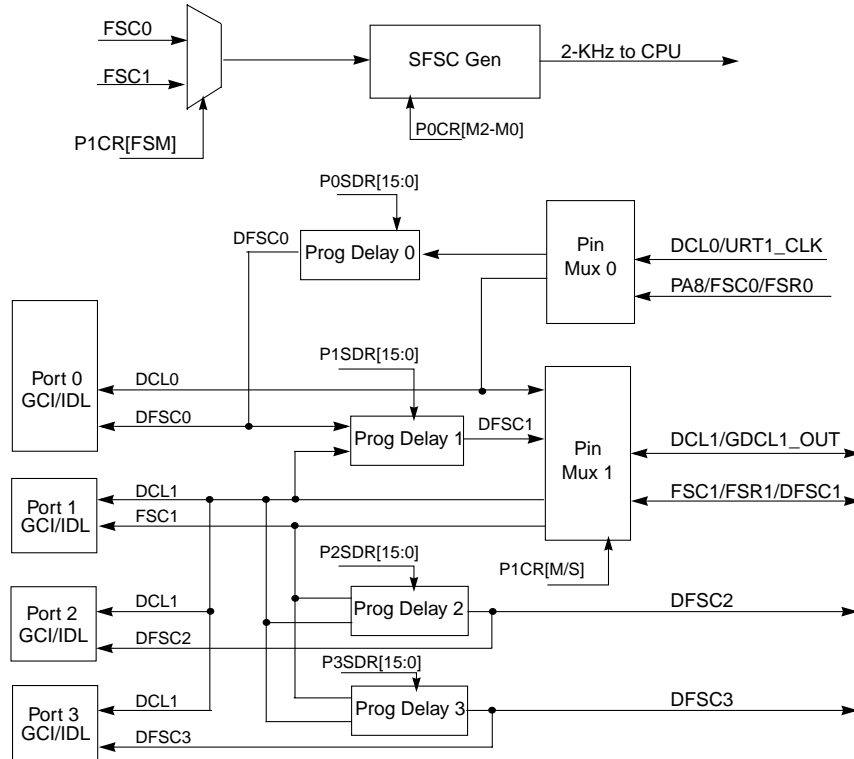 FSC0
FSC1
P1CR[FSM]
SFSC Gen
2-KHz to CPU
P0CR[M2-M0]
P0SDR[15:0]
DFSC0
Prog Delay 0
Pin
Mux 0
DCL0/URT1_CLK
PA8/FSC0/FSR0
Port 0
GCI/IDL
DCL0
DFSC0
P1SDR[15:0]
Prog Delay 1
DFSC1
Pin
Mux 1
DCL1/GDCL1_OUT
FSC1/FSR1/DFSC1
P1CR[M/S]
Port 1
GCI/IDL
DCL1
FSC1
P2SDR[15:0]
Prog Delay 2
DFSC2
Port 2
GCI/IDL
DCL1
DFSC2
P3SDR[15:0]
Prog Delay 3
DFSC3
Port 3
GCI/IDL
DCL1
DFSC3